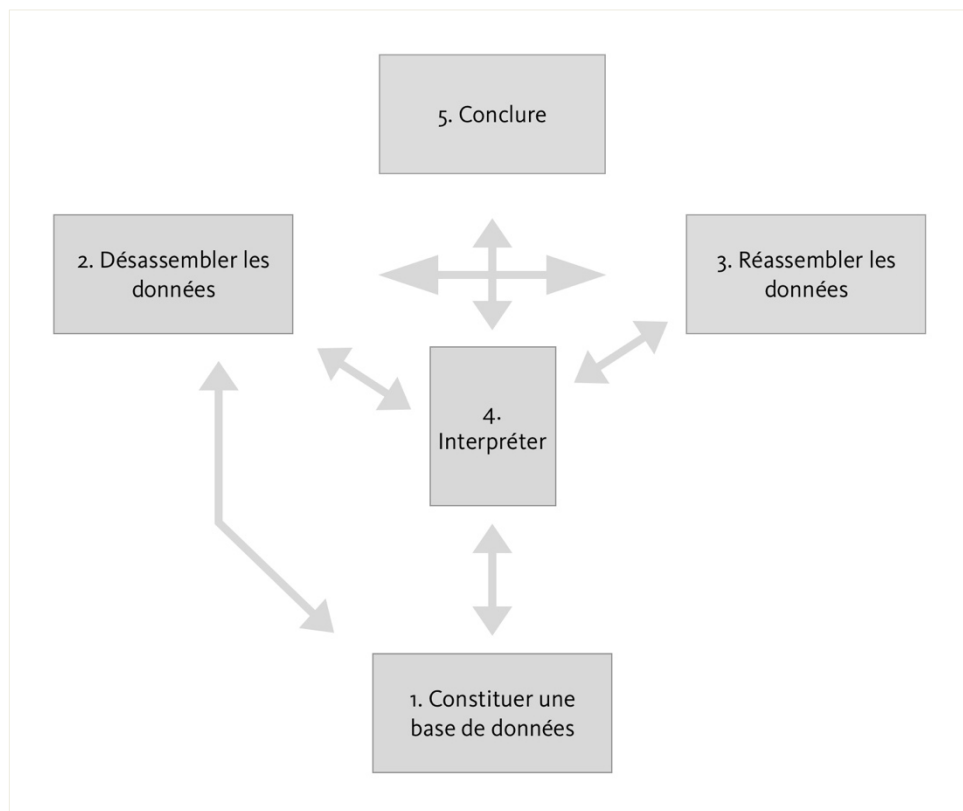 5. Conclure
2. Désassembler les
données
3. Réassembler les
données
4.
Interpréter
1. Constituer une
base de données